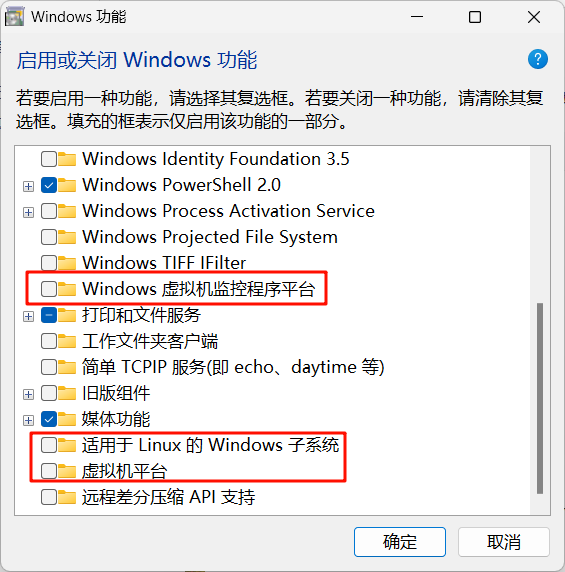 Windows 功能
启用或关闭 Windows 功能
?
若要启用一种功能，请选择其复选框。若要关闭一种功能，请清除其复
选框。填充的框表示仅启用该功能的一部分。
Windows Identity Foundation 3.5
Windows PowerShell 2.0
Windows Process Activation Service
Windows Projected File System
Windows TIFF IFilter
Windows 虚拟机监控程序平台
打印和文件服务
工作文件夹客户端
简单 TCPIP 服务(即 echo、daytime 等)
旧版组件
媒体功能
适用于 Linux 的 Windows 子系统
虚拟机平台
远程差分压缩 API 支持
确定 取消